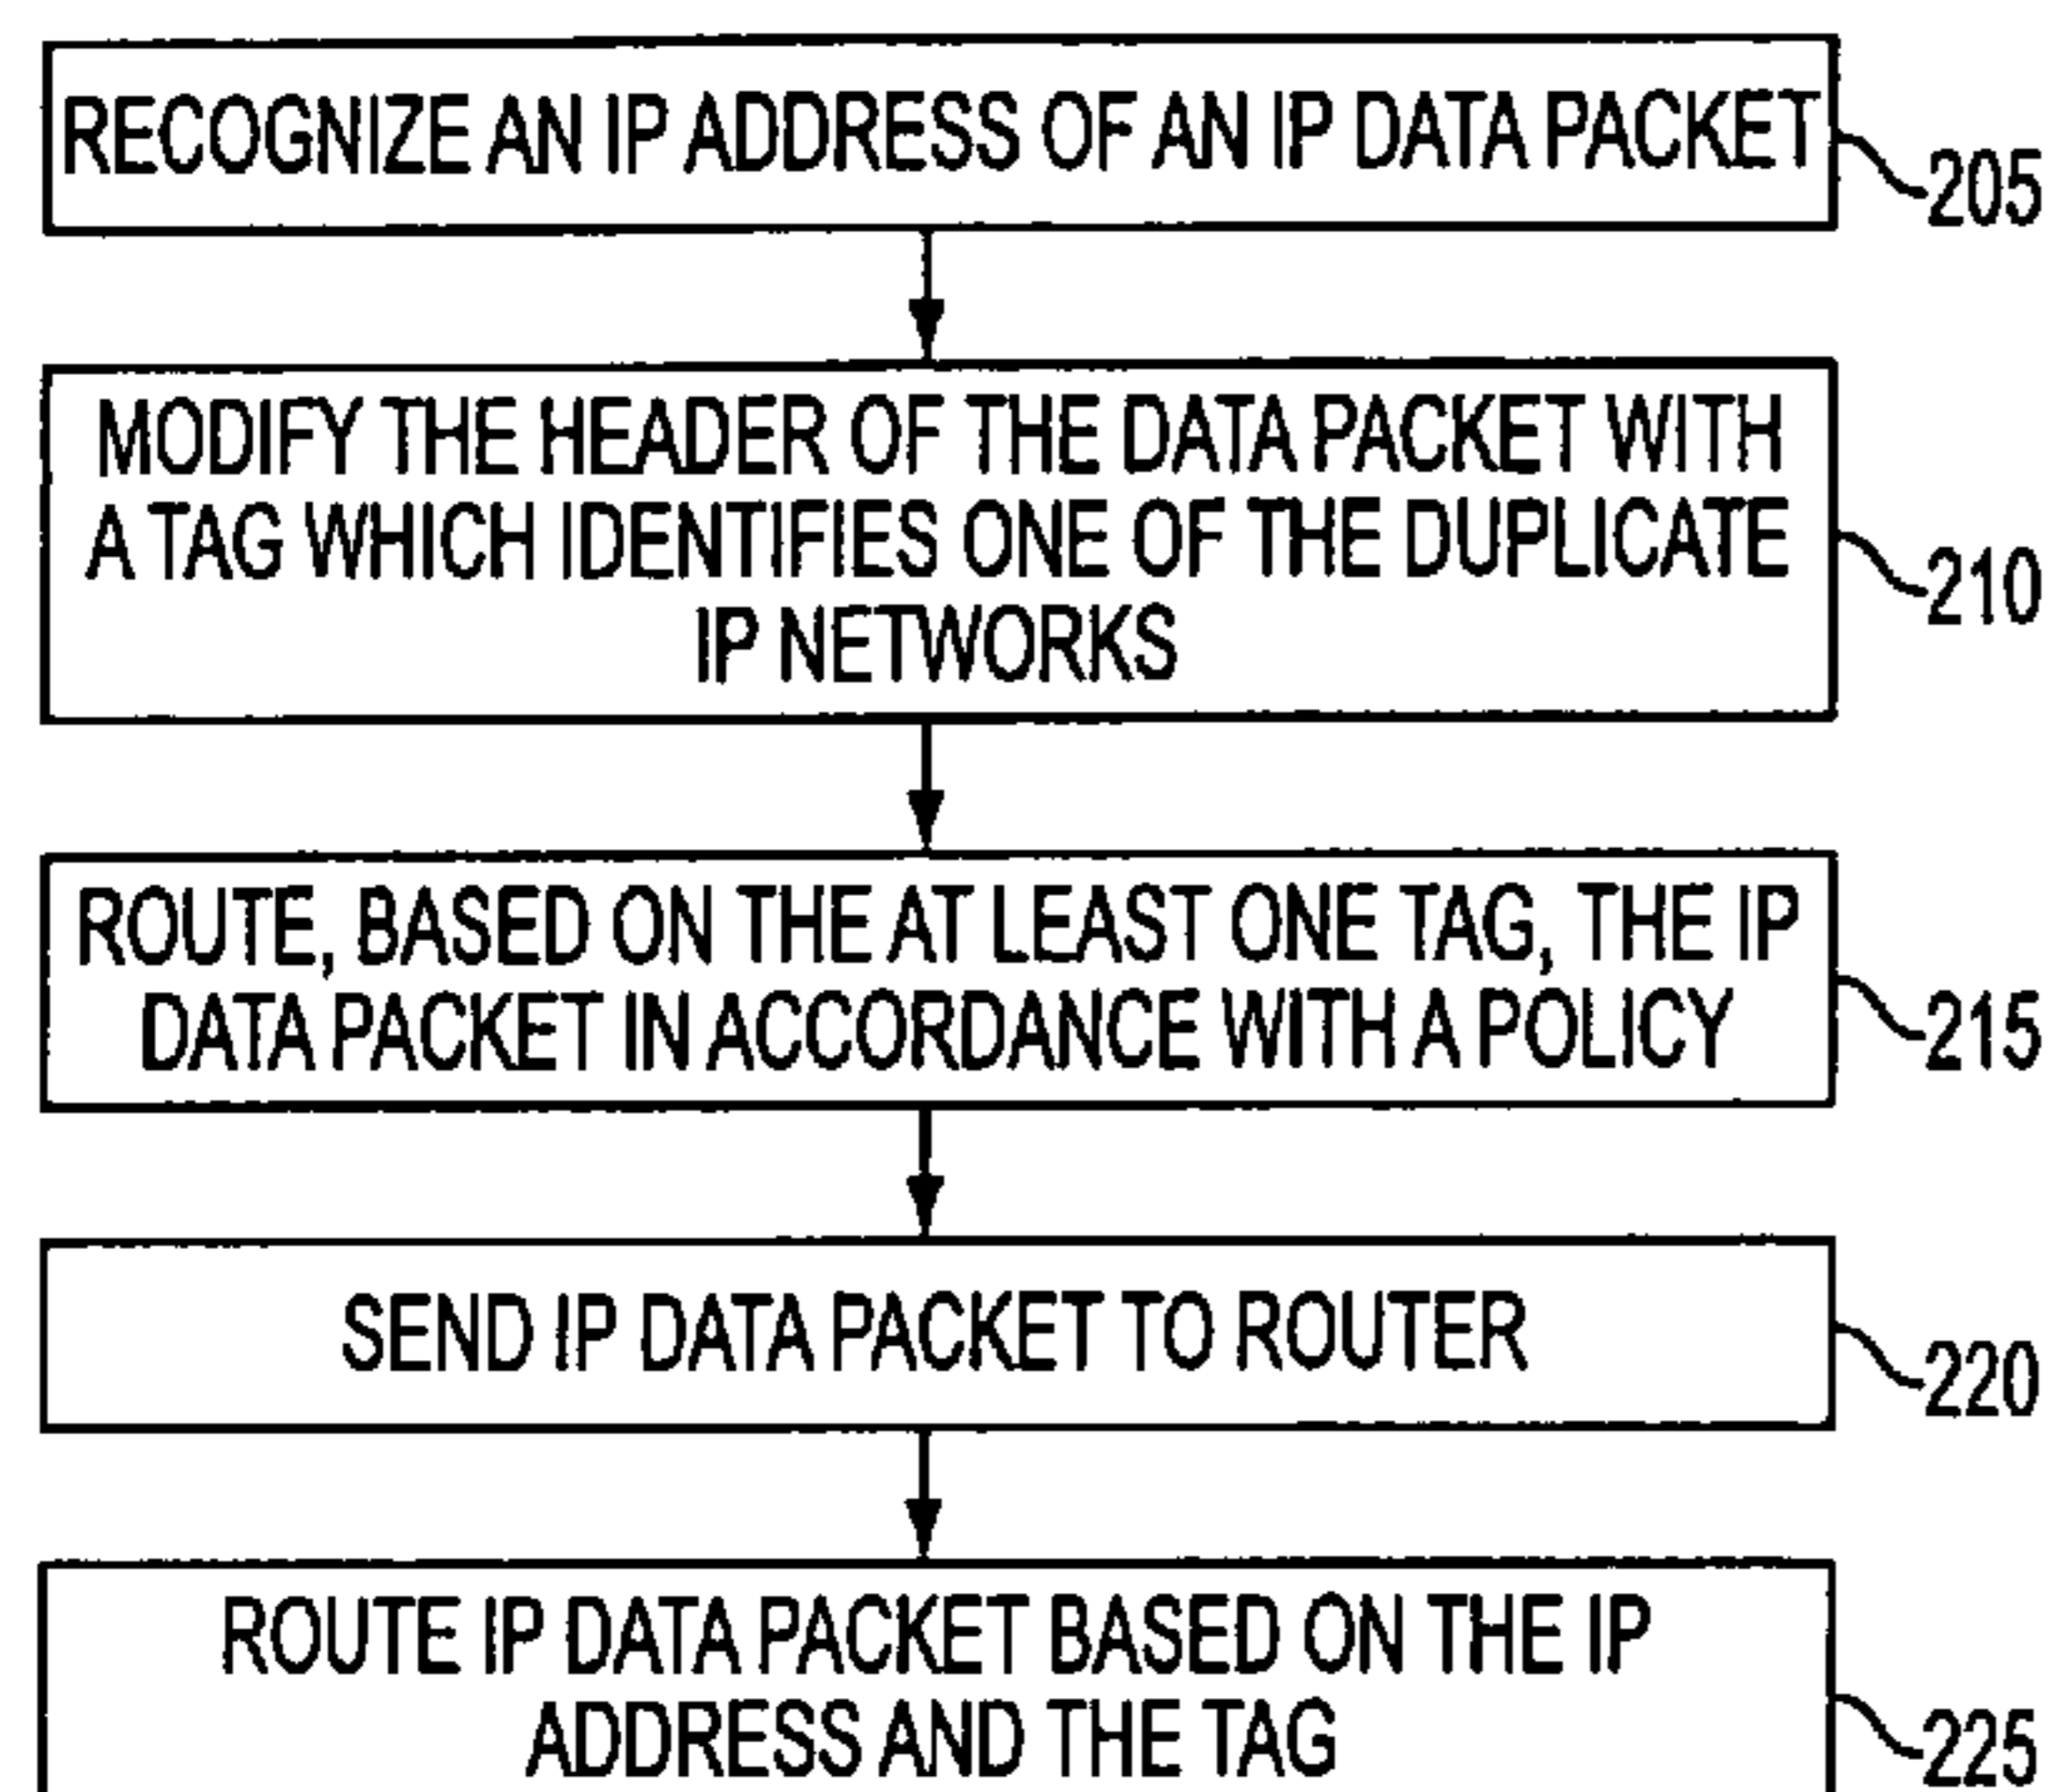 RECOGNIZE AN IP ADDRESS OF AN IP DATA PACKET
205
MODIFY THE HEADER OF THE DATA PACKET WITH
A TAG WHICH IDENTIFIES ONE OF THE DUPLICATE
IP NETWORKS
210
ROUTE, BASED ON THE AT LEAST ONE TAG, THE IP
DATA PACKET IN ACCORDANCE WITH A POLICY
215
SEND IP DATA PACKET TO ROUTER
220
ROUTE IP DATA PACKET BASED ON THE IP
ADDRESS AND THE TAG
225